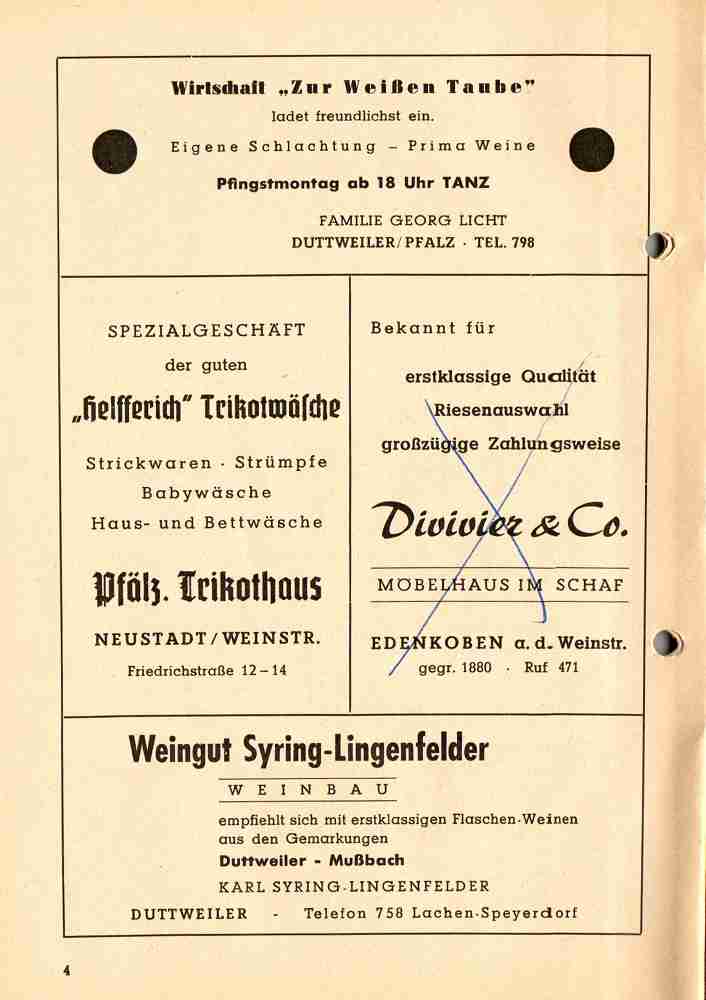 Wirtschaft „Zur Weißen Taube"
ladet freundlichst ein.
Eigene Schlachtung – Prima Weine
Pfingstmontag ab 18 Uhr TANZ
FAMILIE GEORG LICHT
DUTTWEILER/PFALZ · TEL. 798
SPEZIALGESCHÄFT
der guten
„Helfferich" Trikotwäsche
Strickwaren · Strümpfe
Babywäsche
Haus- und Bettwäsche
Pfälz. Trikothaus
NEUSTADT/WEINSTR.
Friedrichstraße 12–14
Bekannt für
erstklassige Qualität
Riesenauswahl
großzügige Zahlungsweise
Divivier & Co.
MÖBELHAUS IM SCHAF
EDENKOBEN a. d. Weinstr.
gegr. 1880 · Ruf 471
Weingut Syring-Lingenfelder
WEINBAU
empfiehlt sich mit erstklassigen Flaschen-Weinen
aus den Gemarkungen
Duttweiler - Mußbach
KARL SYRING-LINGENFELDER
DUTTWEILER - Telefon 758 Lachen-Speyerdorf
4